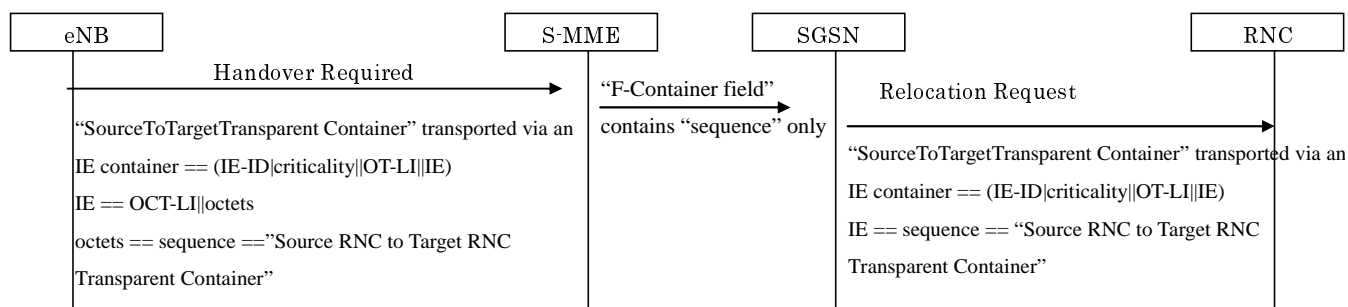 eNB
S-MME
SGSN
RNC
Handover Required
“F-Container field”
contains “sequence” only
Relocation Request
“SourceToTargetTransparent Container” transported via an
IE container == (IE-ID|criticality||OT-LI||IE)
IE == OCT-LI||octets
octets == sequence ==”Source RNC to Target RNC
Transparent Container”
“SourceToTargetTransparent Container” transported via an
IE container == (IE-ID|criticality||OT-LI||IE)
IE == sequence == “Source RNC to Target RNC
Transparent Container”